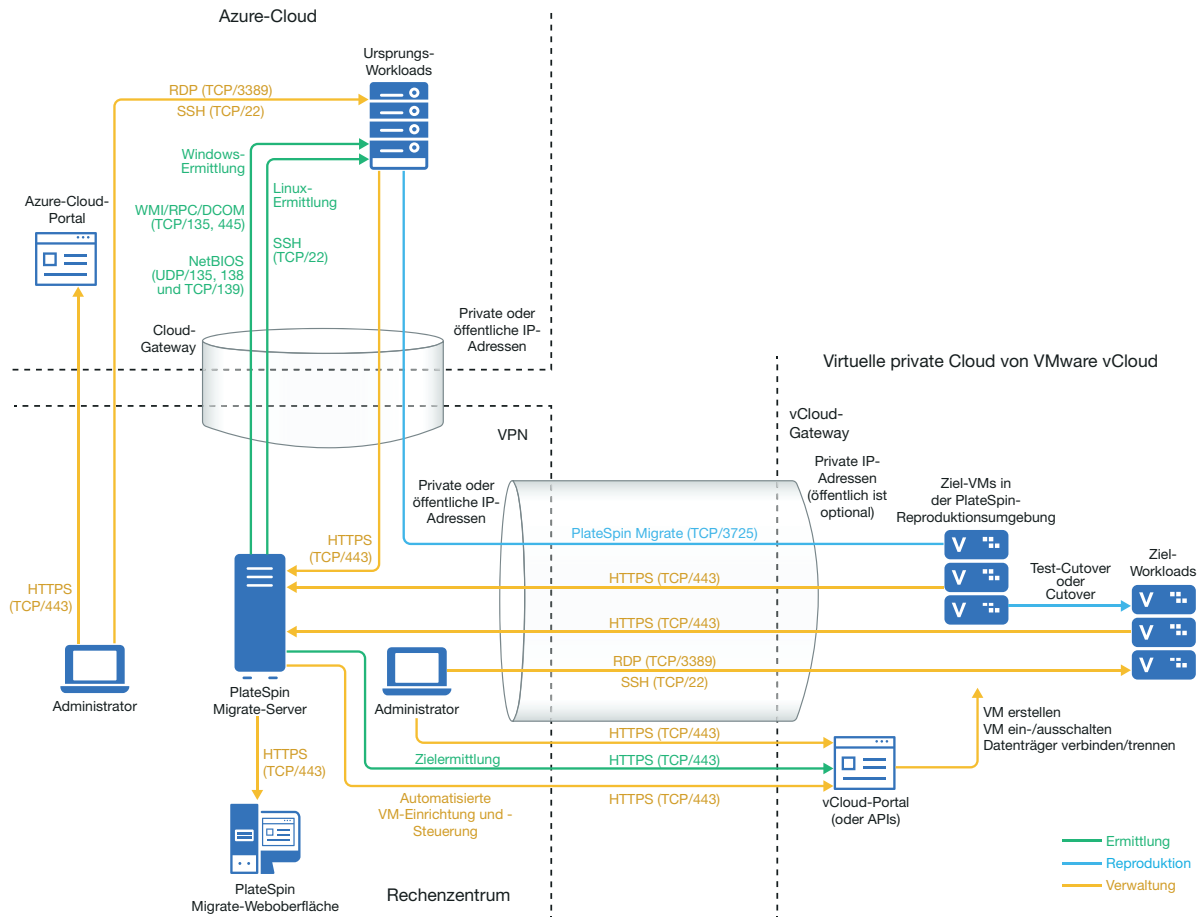 Azure-Cloud
Ursprungs-
Workloads
RDP (TCP/3389)
SSH (TCP/22)
Windows-
Ermittlung
Linux-
Ermittlung
Azure-Cloud-
Portal
WMI/RPC/DCOM
(TCP/135, 445)
SSH
(TCP/22)
NetBIOS
(UDP/135, 138
und TCP/139)
Cloud-
Gateway
Private oder
öffentliche IP-
Adressen
Virtuelle private Cloud von VMware vCloud
VPN
vCloud-
Gateway
Private oder
öffentliche IP-
Adressen
Private IP-
Adressen
(öffentlich ist
optional)
Ziel-VMs in
der PlateSpin-
Reproduktionsumgebung
PlateSpin Migrate (TCP/3725)
HTTPS
(TCP/443)
HTTPS (TCP/443)
Test-Cutover
oder
Cutover
Ziel-
Workloads
HTTPS
(TCP/443)
HTTPS (TCP/443)
RDP (TCP/3389)
SSH (TCP/22)
Administrator
PlateSpin
Migrate-Server
Administrator
VM erstellen
VM ein-/ausschalten
Datenträger verbinden/trennen
HTTPS (TCP/443)
HTTPS
(TCP/443)
Zielermittlung
HTTPS (TCP/443)
Automatisierte
VM-Einrichtung und -
Steuerung
HTTPS (TCP/443)
vCloud-Portal
(oder APIs)
PlateSpin
Migrate-Weboberfläche
Rechenzentrum
Ermittlung
Reproduktion
Verwaltung
V
V
V
V
V
V